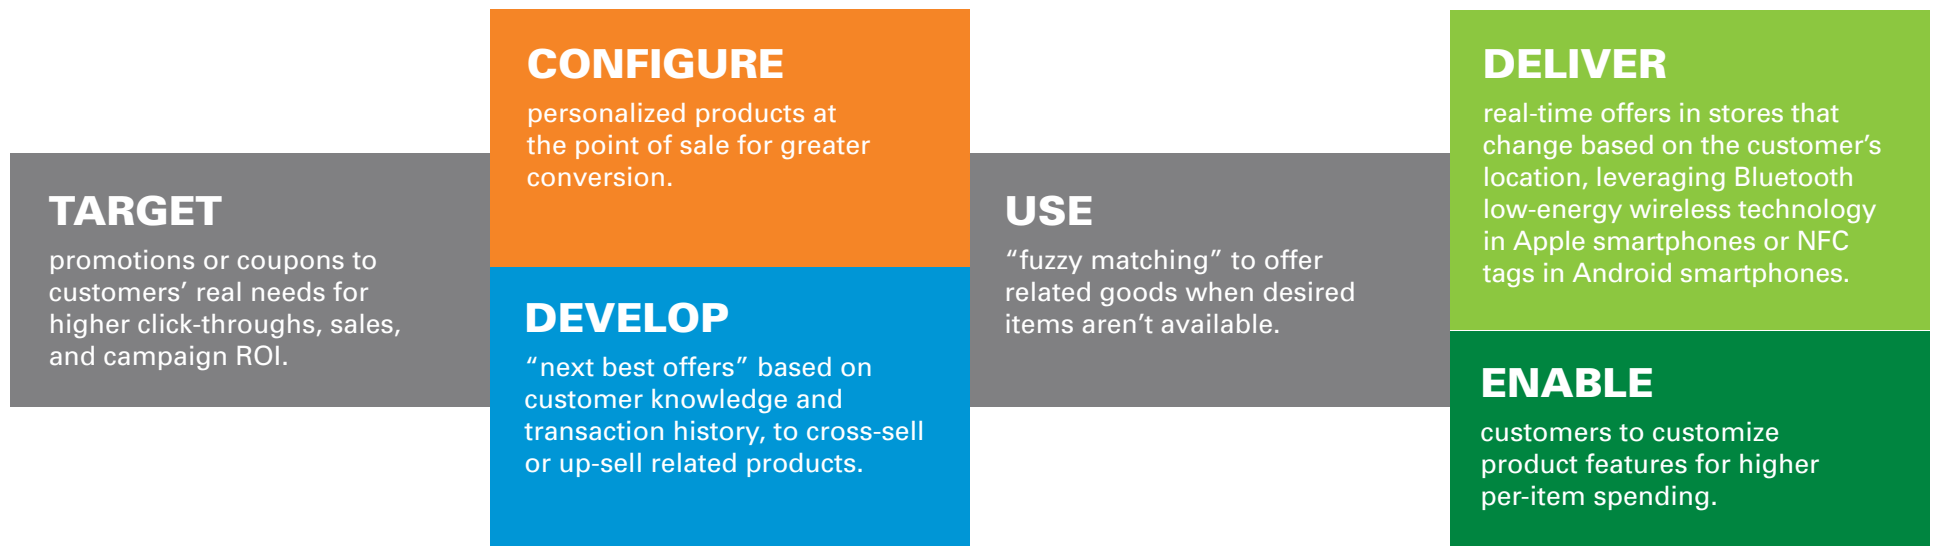 TARGET
promotions or coupons to
customers’ real needs for
higher click-throughs, sales,
and campaign ROI.
CONFIGURE
personalized products at
the point of sale for greater
conversion.
DEVELOP
“next best offers” based on
customer knowledge and
transaction history, to cross-sell
or up-sell related products.
USE
“fuzzy matching” to offer
related goods when desired
items aren’t available.
DELIVER
real-time offers in stores that
change based on the customer’s
location, leveraging Bluetooth
low-energy wireless technology
in Apple smartphones or NFC
tags in Android smartphones.
ENABLE
customers to customize
product features for higher
per-item spending.